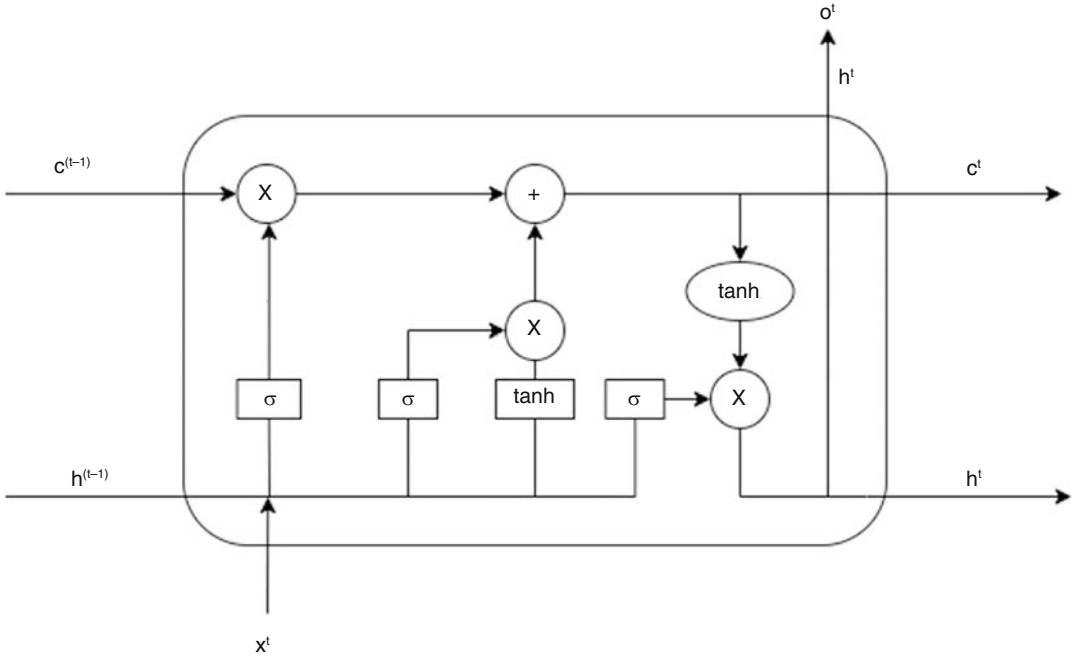 oᵗ
hᵗ
c⁽ᵗ⁻¹⁾
cᵗ
X
+
tanh
X
σ
σ
tanh
σ
X
h⁽ᵗ⁻¹⁾
hᵗ
xᵗ